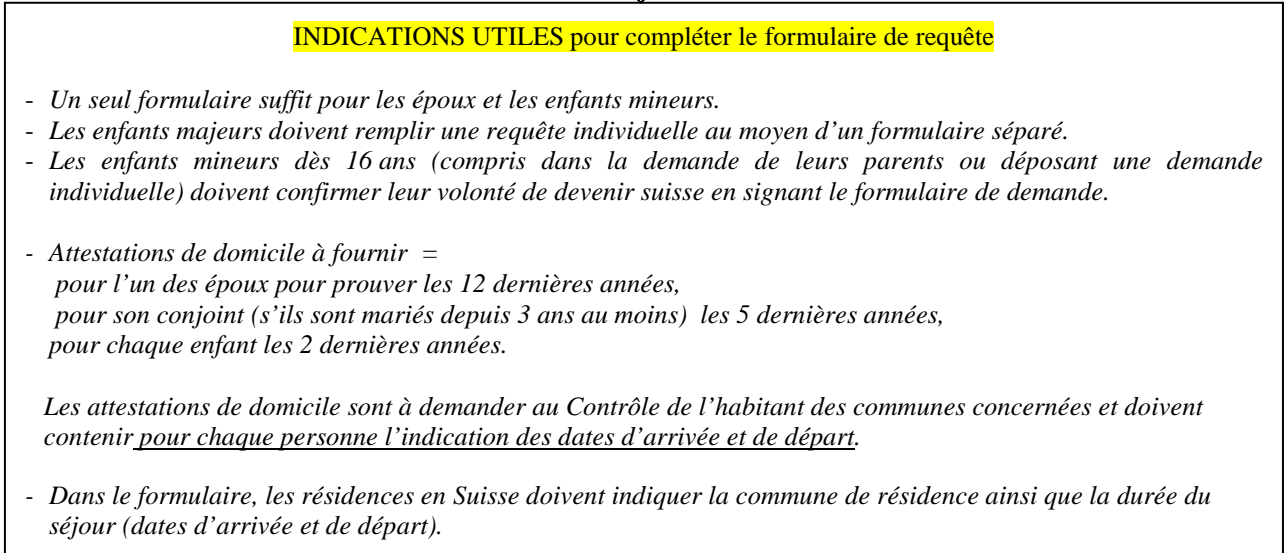 INDICATIONS UTILES pour compléter le formulaire de requête
- Un seul formulaire suffit pour les époux et les enfants mineurs.
- Les enfants majeurs doivent remplir une requête individuelle au moyen d’un formulaire séparé.
- Les enfants mineurs dès 16 ans (compris dans la demande de leurs parents ou déposant une demande
individuelle) doivent confirmer leur volonté de devenir suisse en signant le formulaire de demande.
- Attestations de domicile à fournir =
pour l’un des époux pour prouver les 12 dernières années,
pour son conjoint (s’ils sont mariés depuis 3 ans au moins) les 5 dernières années,
pour chaque enfant les 2 dernières années.
Les attestations de domicile sont à demander au Contrôle de l’habitant des communes concernées et doivent
contenir pour chaque personne l’indication des dates d’arrivée et de départ.
- Dans le formulaire, les résidences en Suisse doivent indiquer la commune de résidence ainsi que la durée du
séjour (dates d’arrivée et de départ).